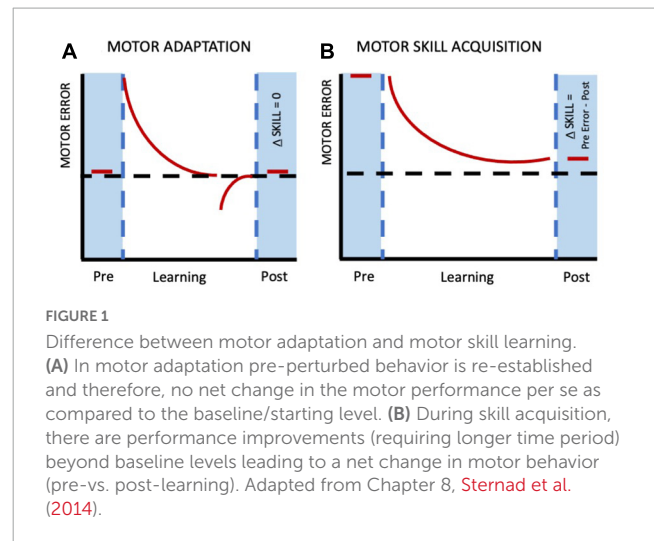 A MOTOR ADAPTATION
MOTOR ERROR
Δ SKILL = 0
Pre Learning Post
B MOTOR SKILL ACQUISITION
MOTOR ERROR
Δ SKILL =
Pre Error - Post
Pre Learning Post
FIGURE 1
Difference between motor adaptation and motor skill learning.
(A) In motor adaptation pre-perturbed behavior is re-established
and therefore, no net change in the motor performance per se as
compared to the baseline/starting level. (B) During skill acquisition,
there are performance improvements (requiring longer time period)
beyond baseline levels leading to a net change in motor behavior
(pre-vs. post-learning). Adapted from Chapter 8, Sternad et al.
(2014).